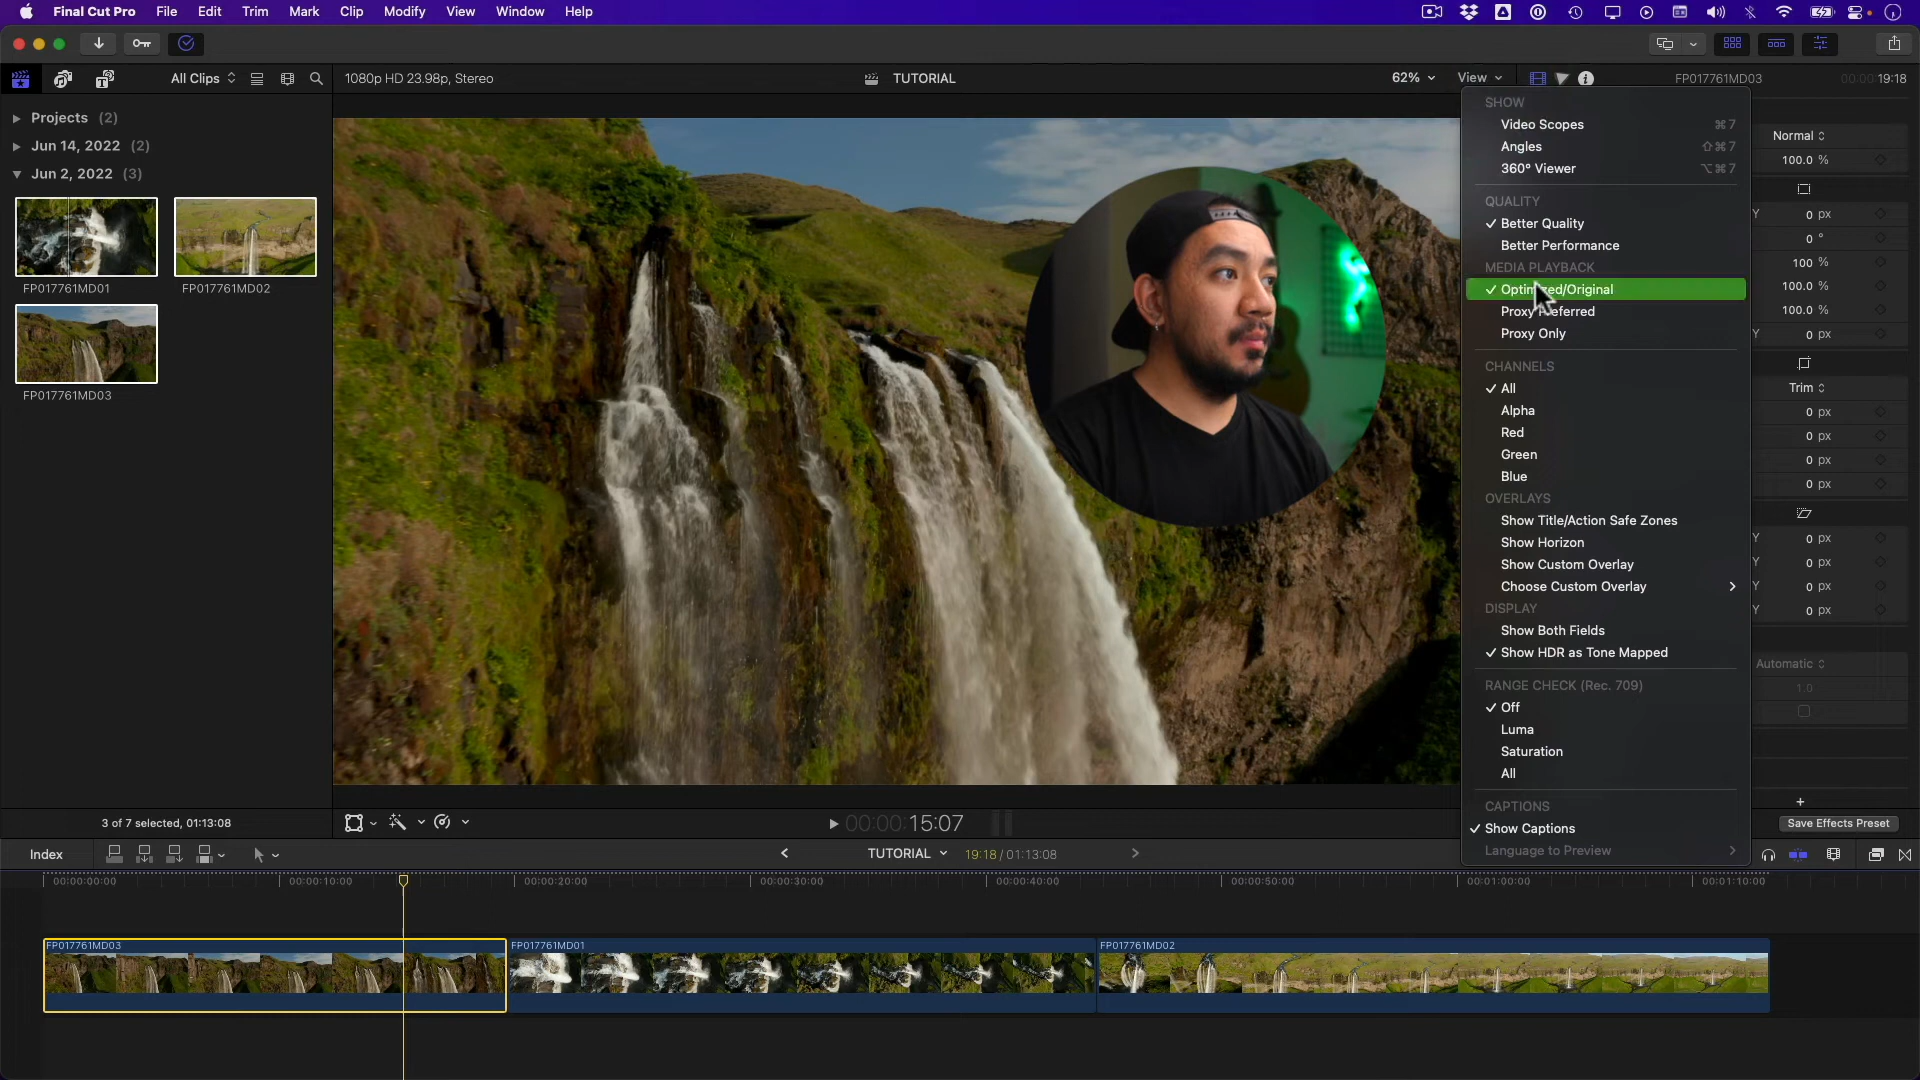 Final Cut Pro File Edit Trim Mark Clip Modify View Window Help
All Clips
1080p HD 23.98p, Stereo
TUTORIAL
62%
View
FP017761MD03
00:00:19:18
Projects (2)
Jun 14, 2022 (2)
Jun 2, 2022 (3)
FP017761MD01
FP017761MD02
FP017761MD03
SHOW
Video Scopes ⌘7
Angles ⇧⌘7
360° Viewer ⌥⌘7
QUALITY
✓ Better Quality
Better Performance
MEDIA PLAYBACK
✓ Optimized/Original
Proxy Preferred
Proxy Only
CHANNELS
✓ All
Alpha
Red
Green
Blue
OVERLAYS
Show Title/Action Safe Zones
Show Horizon
Show Custom Overlay
Choose Custom Overlay
DISPLAY
Show Both Fields
✓ Show HDR as Tone Mapped
RANGE CHECK (Rec. 709)
✓ Off
Luma
Saturation
All
CAPTIONS
✓ Show Captions
Language to Preview
Normal
100.0 %
Y 0 px
0 °
100 %
100.0 %
100.0 %
Y 0 px
Trim
0 px
0 px
0 px
0 px
Y 0 px
Y 0 px
Y 0 px
Y 0 px
Automatic
1.0
Save Effects Preset
3 of 7 selected, 01:13:08
00:00:15:07
Index
TUTORIAL
19:18 / 01:13:08
00:00:00:00
00:00:10:00
00:00:20:00
00:00:30:00
00:00:40:00
00:00:50:00
00:01:00:00
00:01:10:00
FP017761MD03
FP017761MD01
FP017761MD02